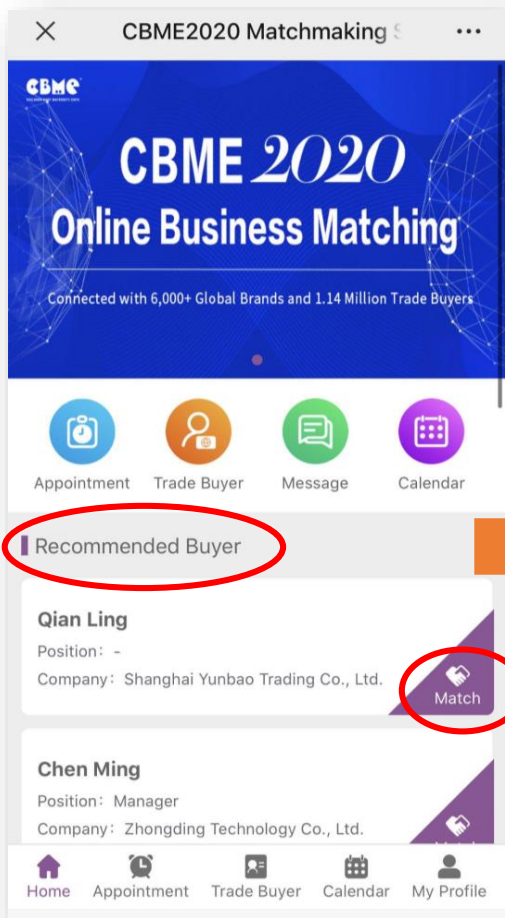 CBME2020 Matchmaking
CBME
CBME 2020
Online Business Matching
Connected with 6,000+ Global Brands and 1.14 Million Trade Buyers
Appointment Trade Buyer Message Calendar
Recommended Buyer
Qian Ling
Position: -
Company: Shanghai Yunbao Trading Co., Ltd.
Match
Chen Ming
Position: Manager
Company: Zhongding Technology Co., Ltd.
Home Appointment Trade Buyer Calendar My Profile